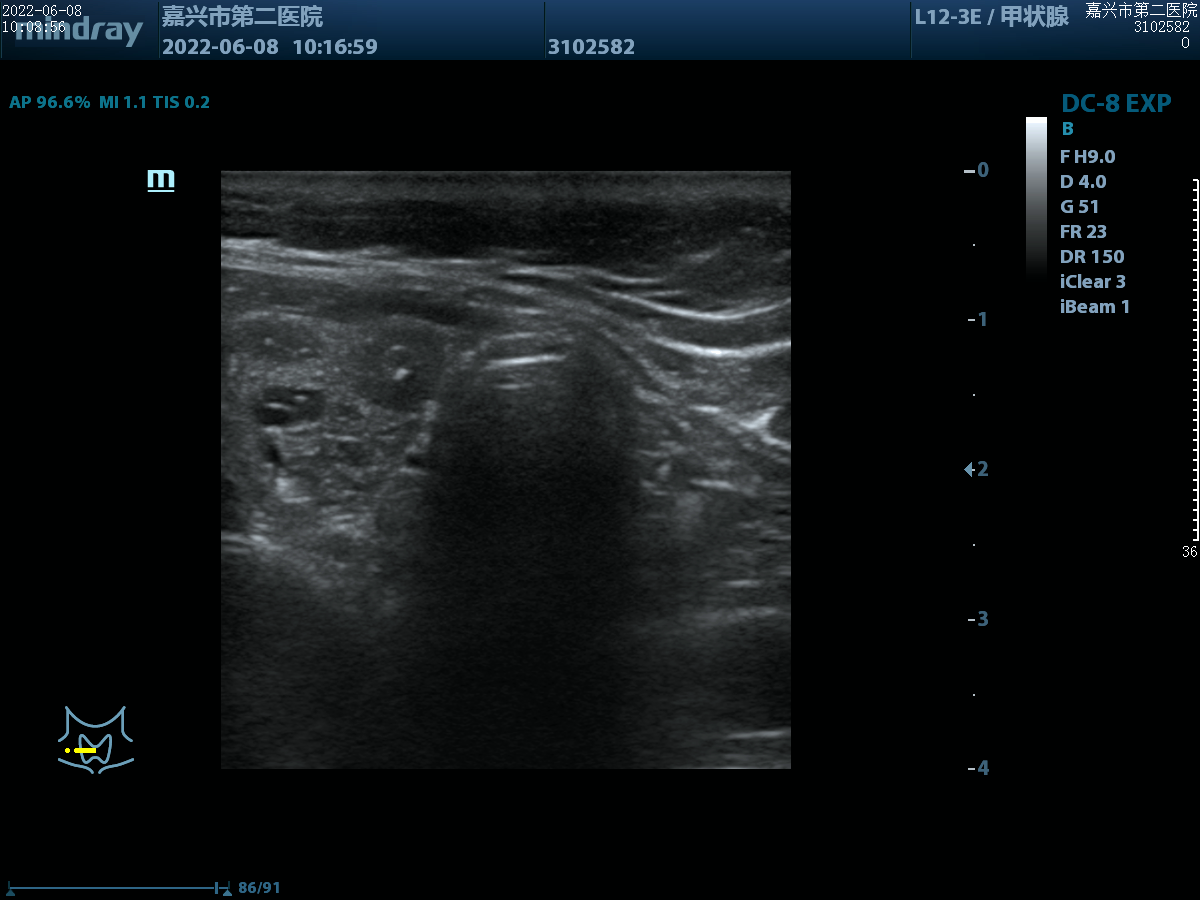 2022-06-08
10:08:56
mindray
嘉兴市第二医院
2022-06-08 10:16:59
3102582
L12-3E / 甲状腺
嘉兴市第二医院
3102582
0
AP 96.6% MI 1.1 TIS 0.2
DC-8 EXP
B
F H9.0
D 4.0
G 51
FR 23
DR 150
iClear 3
iBeam 1
m
0
1
2
3
4
36
86/91